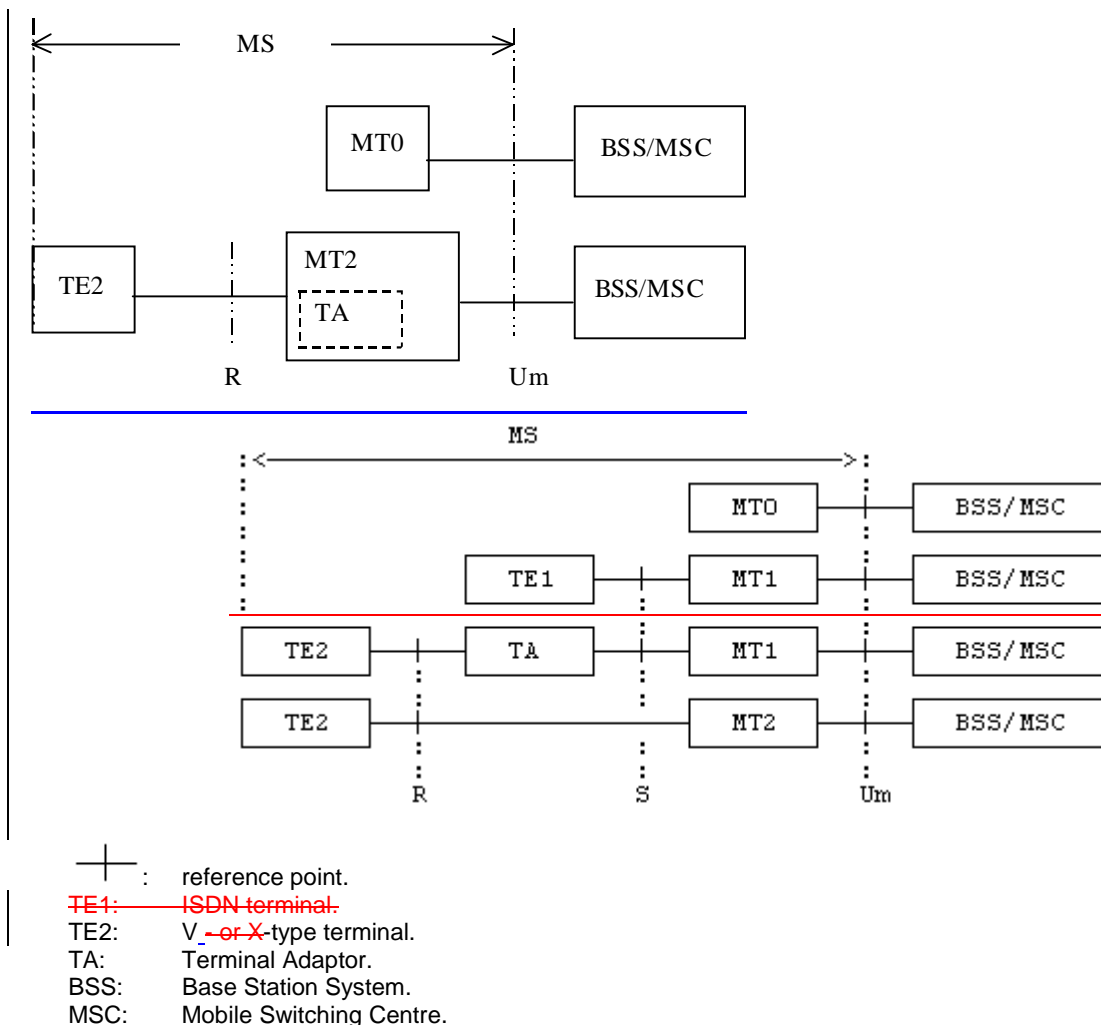 MS
MT0 BSS/MSC
TE2 MT2 TA BSS/MSC
R Um
MS
MT0 BSS/MSC
TE1 MT1 BSS/MSC
TE2 TA MT1 BSS/MSC
TE2 MT2 BSS/MSC
R S Um
: reference point.
TE1: ISDN terminal.
TE2: V - or X-type terminal.
TA: Terminal Adaptor.
BSS: Base Station System.
MSC: Mobile Switching Centre.